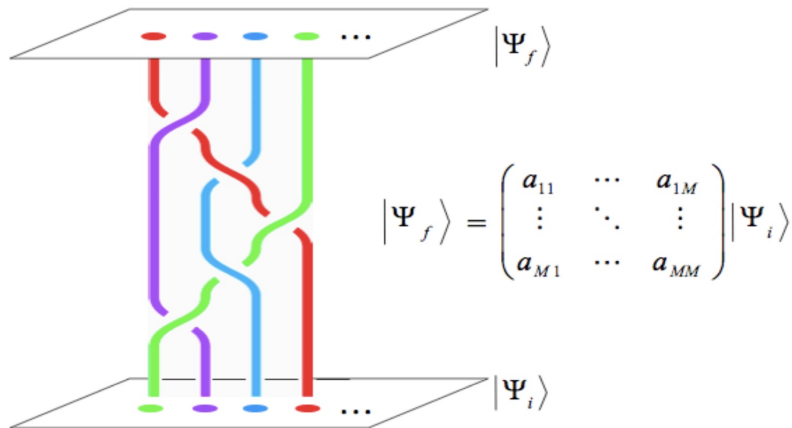 ...
|Ψ_f⟩
|Ψ_f⟩ = ( a_11 ⋯ a_1M
⋮ ⋱ ⋮
a_M1 ⋯ a_MM ) |Ψ_i⟩
|Ψ_i⟩
...